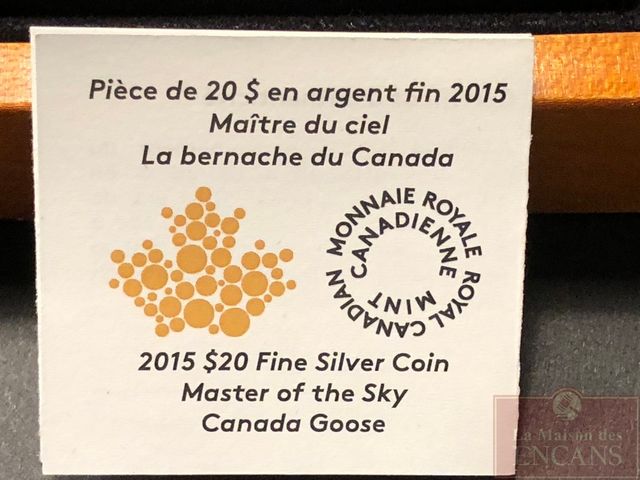 Pièce de 20 $ en argent fin 2015
Maître du ciel
La bernache du Canada
MONNAIE ROYALE CANADIENNE
ROYAL CANADIAN MINT
2015 $20 Fine Silver Coin
Master of the Sky
Canada Goose
La Maison des
ENCANS